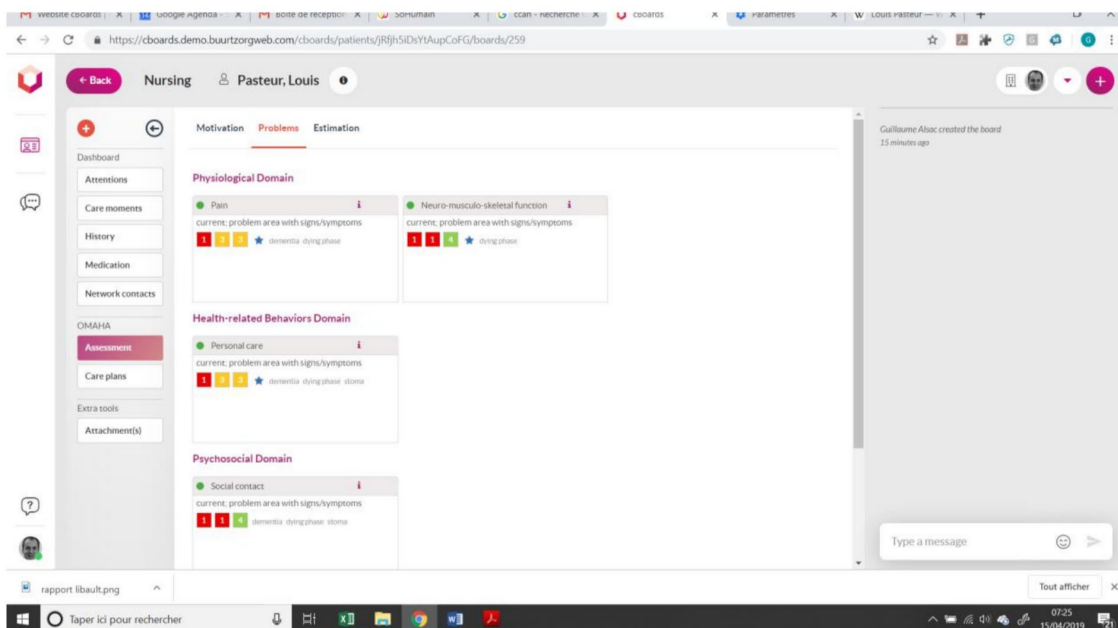 Website cBoards
Google Agenda -
Boîte de réception
SoHumain
ccan - Recherche
cBoards
Paramètres
Louis Pasteur — Vi
https://cboards.demo.buurtzorgweb.com/cboards/patients/jRfjh5iDsYtAupCoFG/boards/259
G
← Back
Nursing
Pasteur, Louis
Motivation Problems Estimation
Dashboard
Attentions
Care moments
History
Medication
Network contacts
OMAHA
Assessment
Care plans
Extra tools
Attachment(s)
Physiological Domain
Pain i
current; problem area with signs/symptoms
1 3 3 dementia dying phase
Neuro-musculo-skeletal function i
current; problem area with signs/symptoms
1 1 4 dying phase
Health-related Behaviors Domain
Personal care i
current; problem area with signs/symptoms
1 3 3 dementia dying phase stoma
Psychosocial Domain
Social contact i
current; problem area with signs/symptoms
1 1 4 dementia dying phase stoma
Guillaume Alsac created the board
15 minutes ago
Type a message
rapport libault.png
Tout afficher
Taper ici pour rechercher
07:25
15/04/2019
21